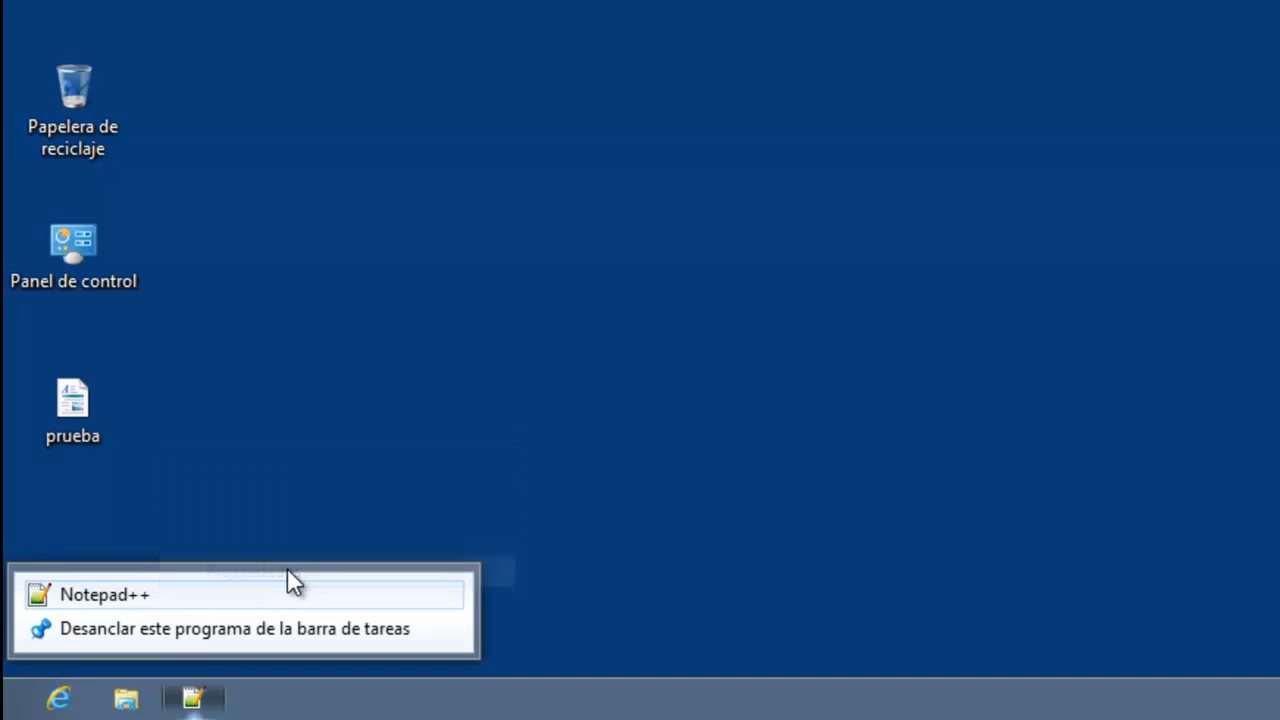 Papelera de
reciclaje
Panel de control
prueba
Notepad++
Desanclar este programa de la barra de tareas